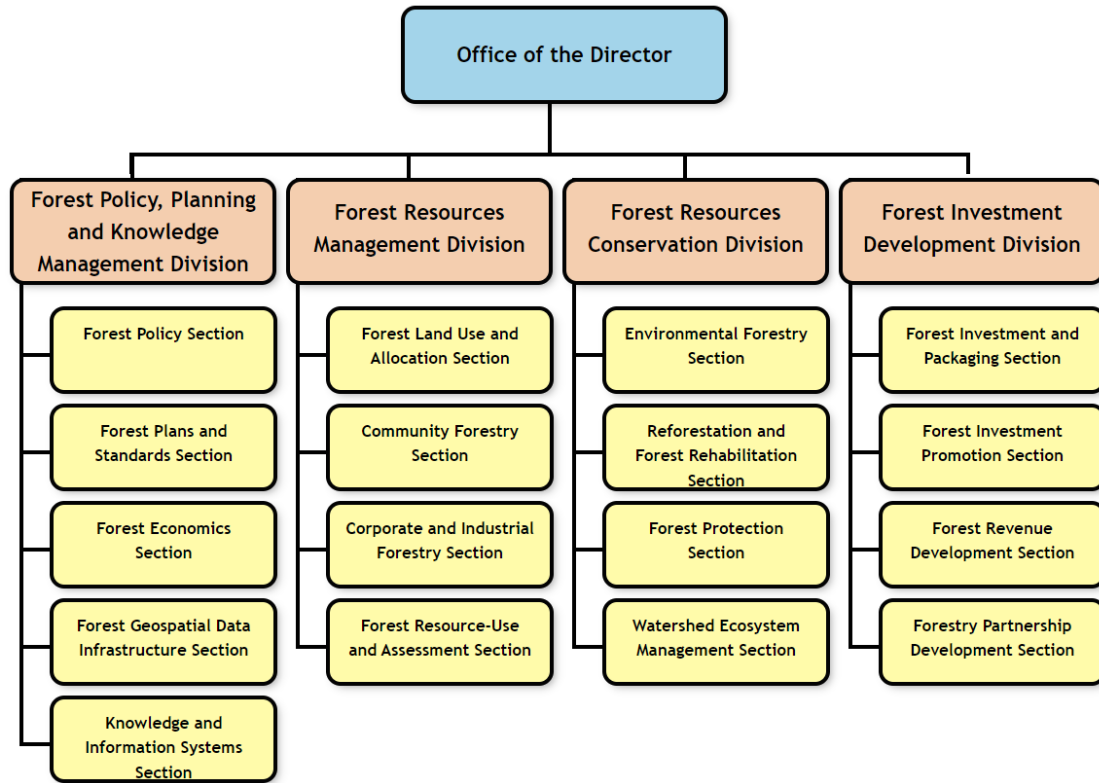 Office of the Director
Forest Policy, Planning
and Knowledge
Management Division
Forest Policy Section
Forest Plans and
Standards Section
Forest Economics
Section
Forest Geospatial Data
Infrastructure Section
Knowledge and
Information Systems
Section
Forest Resources
Management Division
Forest Land Use and
Allocation Section
Community Forestry
Section
Corporate and Industrial
Forestry Section
Forest Resource-Use
and Assessment Section
Forest Resources
Conservation Division
Environmental Forestry
Section
Reforestation and
Forest Rehabilitation
Section
Forest Protection
Section
Watershed Ecosystem
Management Section
Forest Investment
Development Division
Forest Investment and
Packaging Section
Forest Investment
Promotion Section
Forest Revenue
Development Section
Forestry Partnership
Development Section